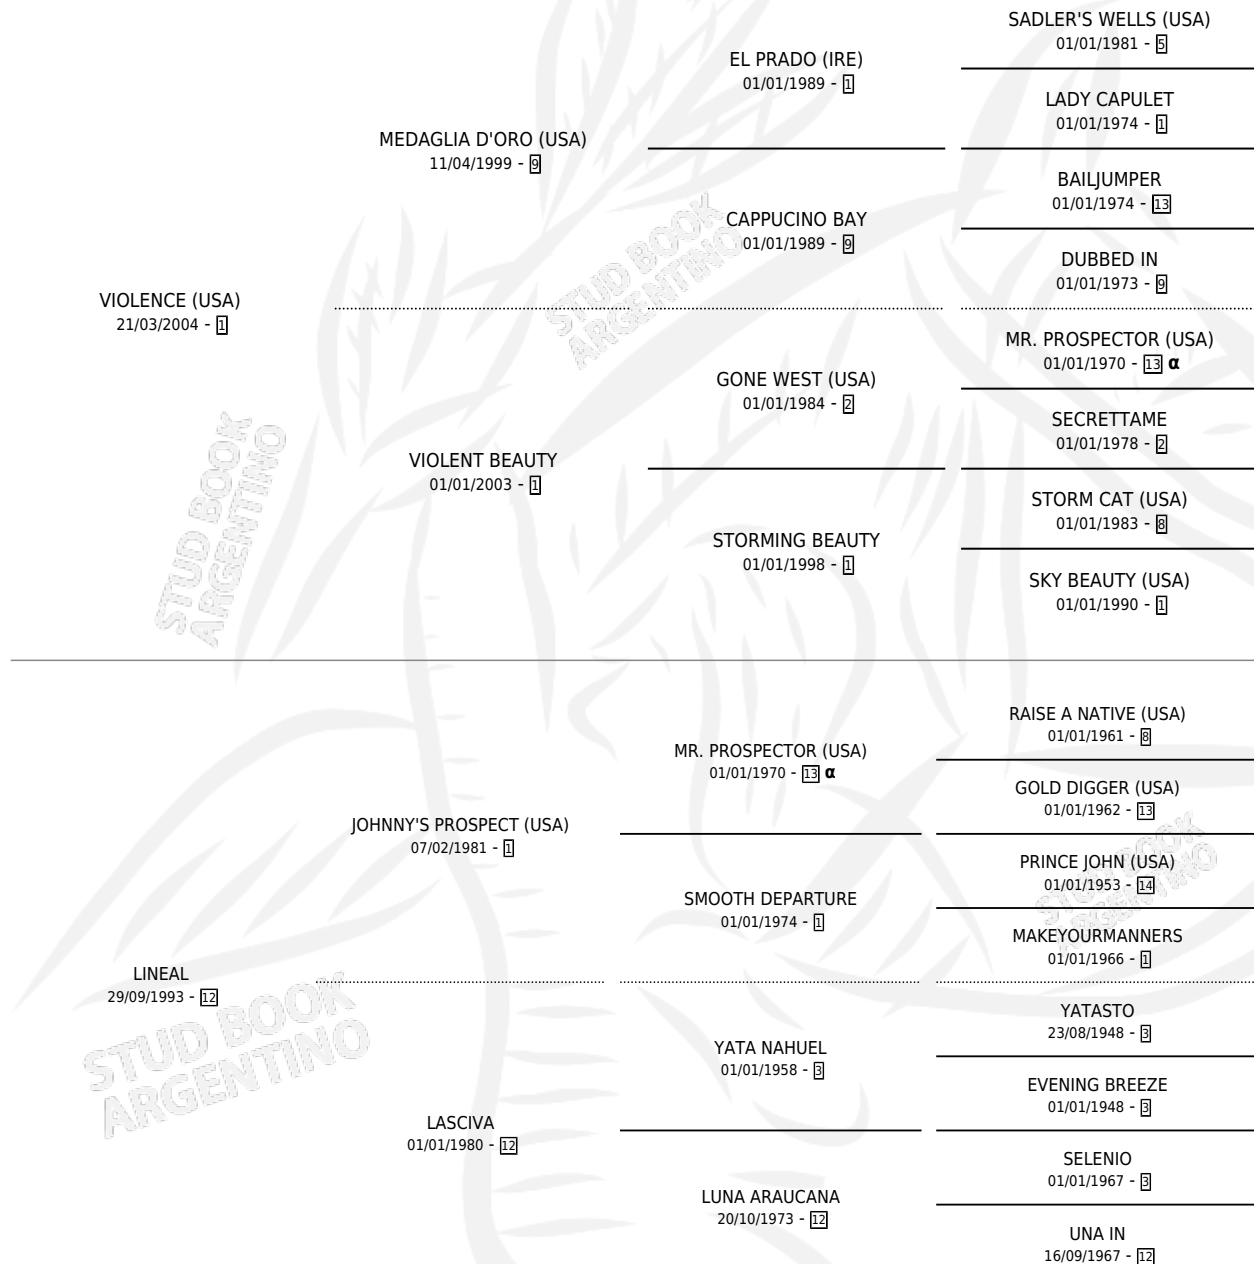 SADLER'S WELLS (USA)
01/01/1981 - 5
EL PRADO (IRE)
01/01/1989 - 1
LADY CAPULET
01/01/1974 - 1
MEDAGLIA D'ORO (USA)
11/04/1999 - 9
BAILJUMPER
01/01/1974 - 13
CAPPUCINO BAY
01/01/1989 - 9
DUBBED IN
01/01/1973 - 9
VIOLENCE (USA)
21/03/2004 - 1
MR. PROSPECTOR (USA)
01/01/1970 - 13 α
GONE WEST (USA)
01/01/1984 - 2
SECRETTAME
01/01/1978 - 2
VIOLENT BEAUTY
01/01/2003 - 1
STORM CAT (USA)
01/01/1983 - 8
STORMING BEAUTY
01/01/1998 - 1
SKY BEAUTY (USA)
01/01/1990 - 1
RAISE A NATIVE (USA)
01/01/1961 - 8
MR. PROSPECTOR (USA)
01/01/1970 - 13 α
GOLD DIGGER (USA)
01/01/1962 - 13
JOHNNY'S PROSPECT (USA)
07/02/1981 - 1
PRINCE JOHN (USA)
01/01/1953 - 14
SMOOTH DEPARTURE
01/01/1974 - 1
MAKEYOURMANNERS
01/01/1966 - 1
LINEAL
29/09/1993 - 12
YATASTO
23/08/1948 - 3
YATA NAHUEL
01/01/1958 - 3
EVENING BREEZE
01/01/1948 - 3
LASCIVA
01/01/1980 - 12
SELENIO
01/01/1967 - 3
LUNA ARAUCANA
20/10/1973 - 12
UNA IN
16/09/1967 - 12
STUD BOOK
ARGENTINO
STUD BOOK
ARGENTINO
STUD BOOK
ARGENTINO
STUD BOOK
ARGENTINO